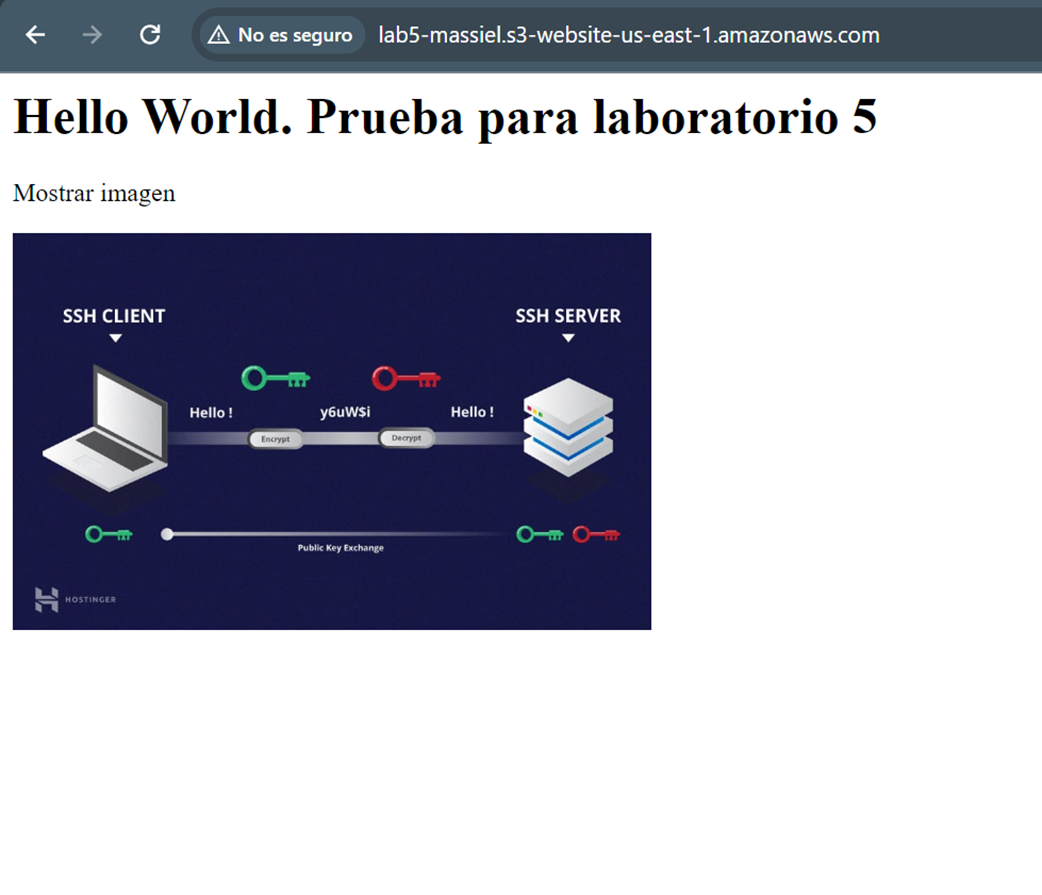 No es seguro lab5-massiel.s3-website-us-east-1.amazonaws.com
Hello World. Prueba para laboratorio 5
Mostrar imagen
SSH CLIENT SSH SERVER
Hello ! y6uW$i Hello !
Encrypt Decrypt
Public Key Exchange
HOSTINGER